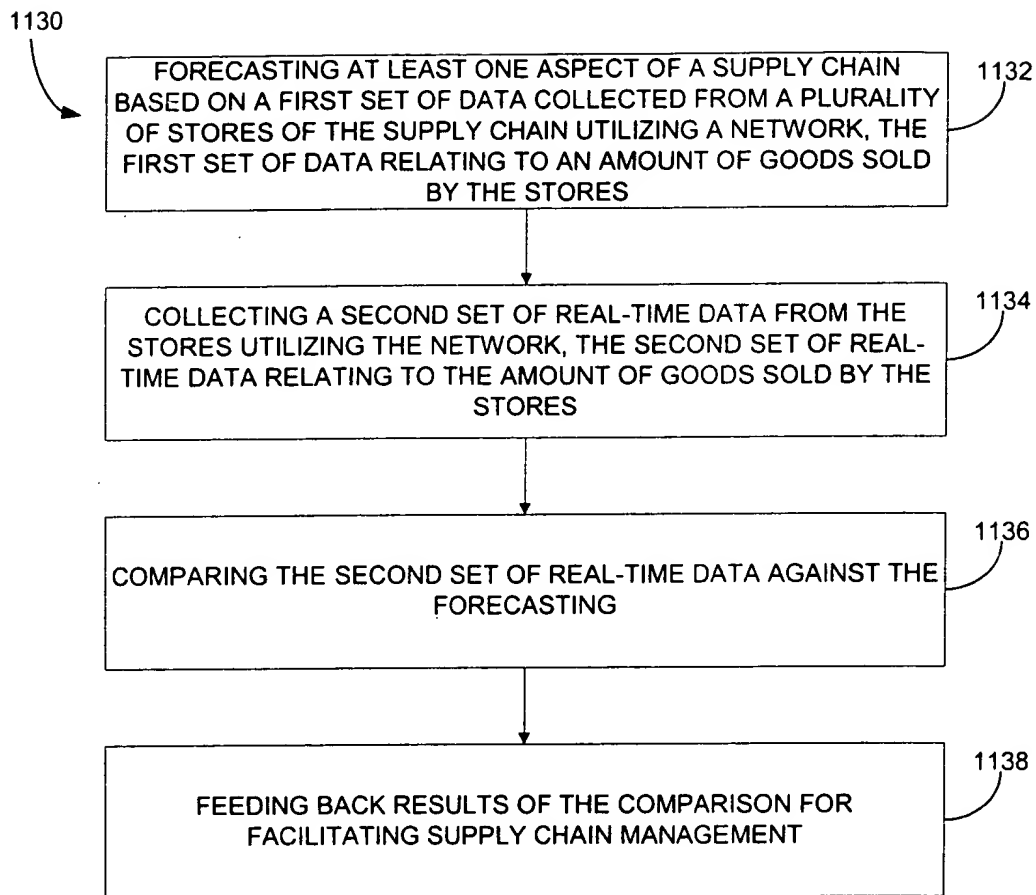 1130
FORECASTING AT LEAST ONE ASPECT OF A SUPPLY CHAIN
BASED ON A FIRST SET OF DATA COLLECTED FROM A PLURALITY
OF STORES OF THE SUPPLY CHAIN UTILIZING A NETWORK, THE
FIRST SET OF DATA RELATING TO AN AMOUNT OF GOODS SOLD
BY THE STORES
1132
COLLECTING A SECOND SET OF REAL-TIME DATA FROM THE
STORES UTILIZING THE NETWORK, THE SECOND SET OF REAL-
TIME DATA RELATING TO THE AMOUNT OF GOODS SOLD BY THE
STORES
1134
COMPARING THE SECOND SET OF REAL-TIME DATA AGAINST THE
FORECASTING
1136
FEEDING BACK RESULTS OF THE COMPARISON FOR
FACILITATING SUPPLY CHAIN MANAGEMENT
1138